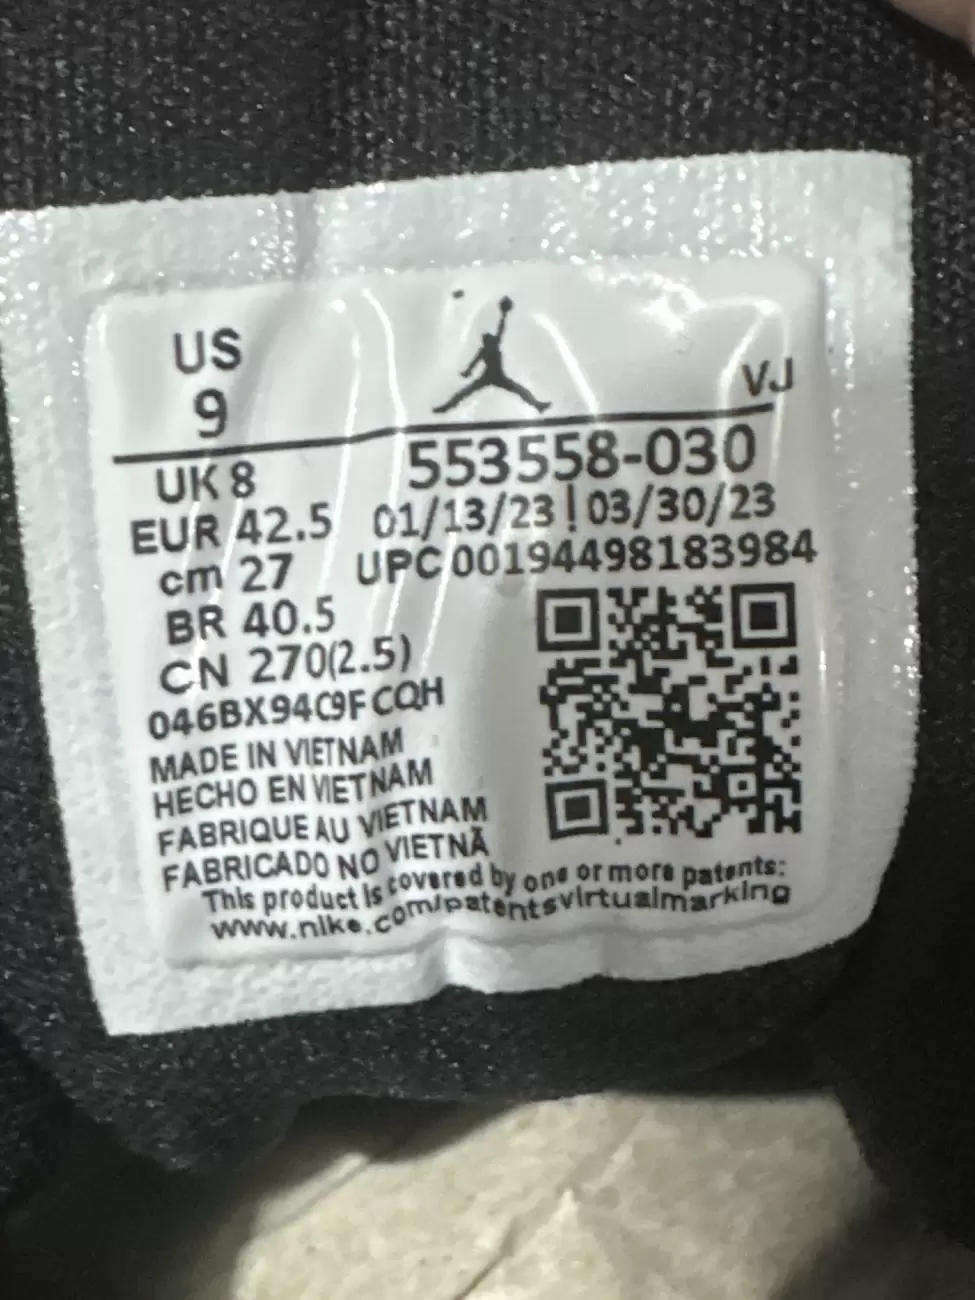 US
9
VJ
UK 8
553558-030
EUR 42.5
01/13/23 | 03/30/23
cm 27
UPC 00194498183984
BR 40.5
CN 270(2.5)
046BX94C9FCQH
MADE IN VIETNAM
HECHO EN VIETNAM
FABRIQUE AU VIETNAM
FABRICADO NO VIETNÃ
This product is covered by one or more patents:
www.nike.com/patentsvirtualmarking